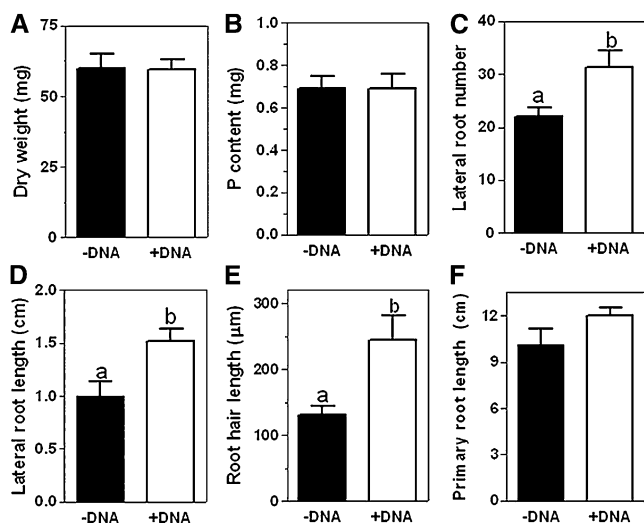 A
Dry weight (mg)
75
50
25
0
-DNA +DNA
B
P content (mg)
1.0
0.8
0.6
0.4
0.2
0.0
-DNA +DNA
C
Lateral root number
40
30
20
10
0
a
b
-DNA +DNA
D
Lateral root length (cm)
2.0
1.5
1.0
0.5
0.0
a
b
-DNA +DNA
E
Root hair length (µm)
300
200
100
0
a
b
-DNA +DNA
F
Primary root length (cm)
12
9
6
3
0
-DNA +DNA